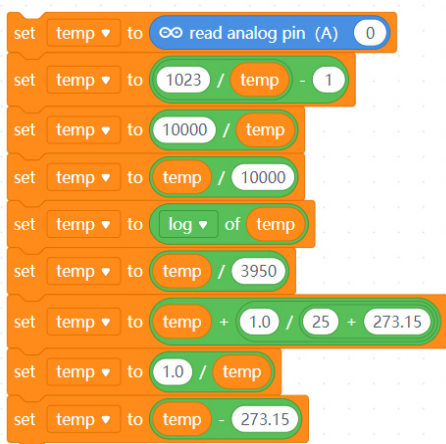 set temp ▾ to read analog pin (A) 0
set temp ▾ to 1023 / temp - 1
set temp ▾ to 10000 / temp
set temp ▾ to temp / 10000
set temp ▾ to log ▾ of temp
set temp ▾ to temp / 3950
set temp ▾ to temp + 1.0 / 25 + 273.15
set temp ▾ to 1.0 / temp
set temp ▾ to temp - 273.15